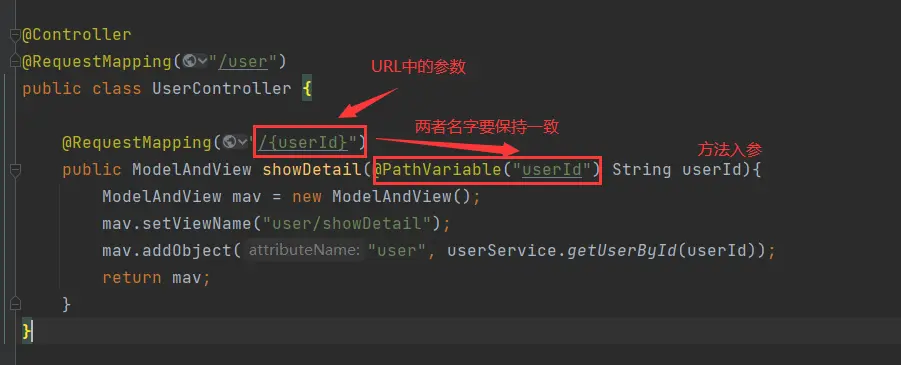 @Controller
@RequestMapping("/user")
URL中的参数
public class UserController {
两者名字要保持一致
@RequestMapping("/{userId}")
方法入参
public ModelAndView showDetail(@PathVariable("userId") String userId){
ModelAndView mav = new ModelAndView();
mav.setViewName("user/showDetail");
mav.addObject( attributeName: "user", userService.getUserById(userId));
return mav;
}
}